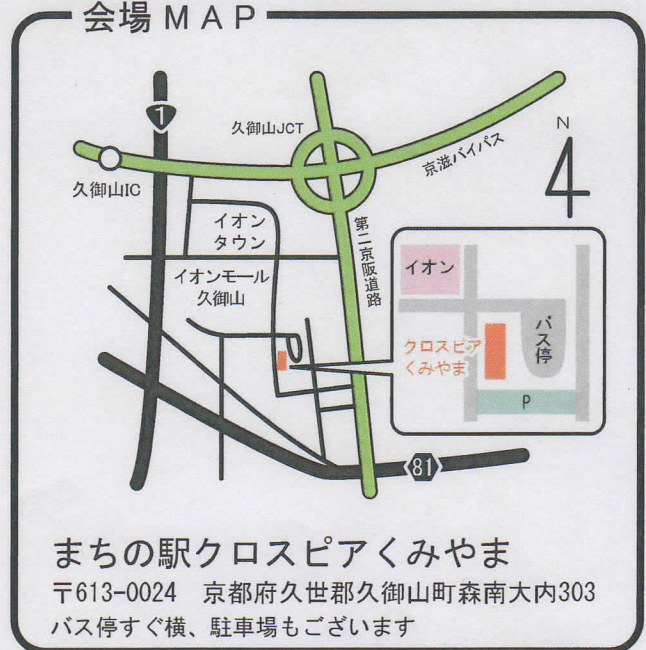 会場 MAP
1
久御山JCT
京滋バイパス
N
久御山IC
イオン
タウン
第二京阪道路
イオンモール
久御山
イオン
バス停
クロスピア
くみやま
P
81
まちの駅クロスピアくみやま
〒613-0024 京都府久世郡久御山町森南大内303
バス停すぐ横、駐車場もございます